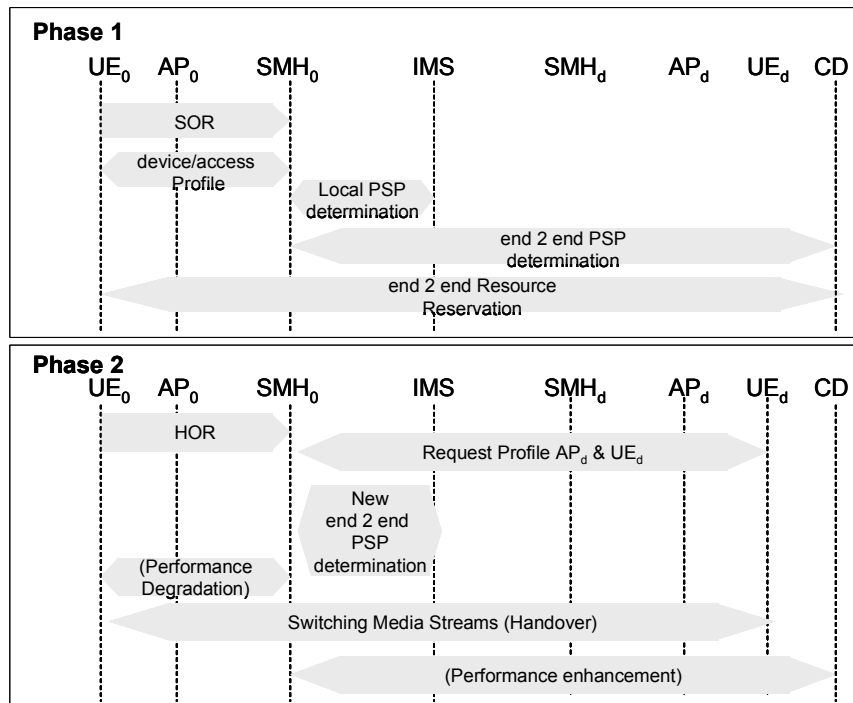 Phase 1
UE0 AP0 SMH0 IMS SMHd APd UEd CD
SOR
device/access
Profile
Local PSP
determination
end 2 end PSP
determination
end 2 end Resource
Reservation
Phase 2
UE0 AP0 SMH0 IMS SMHd APd UEd CD
HOR
Request Profile APd & UEd
New
end 2 end
PSP
determination
(Performance
Degradation)
Switching Media Streams (Handover)
(Performance enhancement)